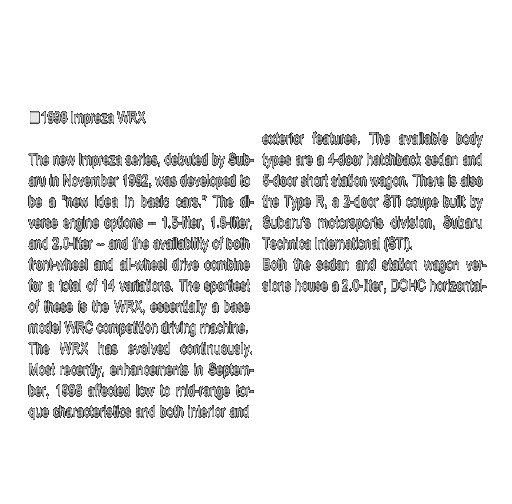 □1998 Impreza WRX
The new Impreza series, debuted by Sub-
aru in November 1992, was developed to
be a "new idea in basic cars." The di-
verse engine options – 1.5-liter, 1.8-liter,
and 2.0-liter – and the availability of both
front-wheel and all-wheel drive combine
for a total of 14 variations. The sportiest
of these is the WRX, essentially a base
model WRC competition driving machine.
The WRX has evolved continuously.
Most recently, enhancements in Septem-
ber, 1998 affected low to mid-range tor-
que characteristics and both interior and
exterior features. The available body
types are a 4-door hatchback sedan and
5-door short station wagon. There is also
the Type R, a 2-door STi coupe built by
Subaru's motorsports division, Subaru
Technica International (STi).
Both the sedan and station wagon ver-
sions house a 2.0-liter, DOHC horizontal-